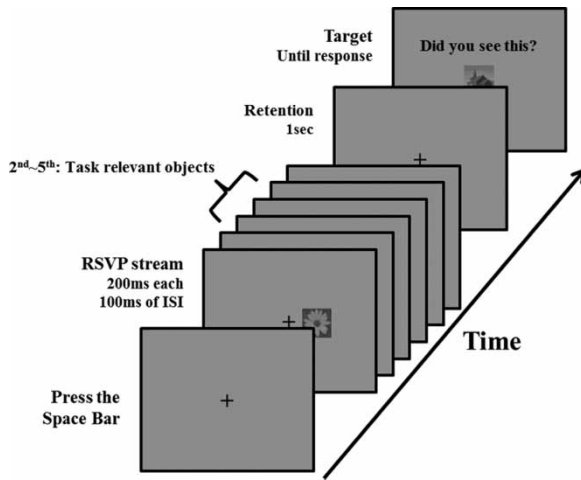 Target
Until response
Did you see this?
Retention
1sec
2nd~5th: Task relevant objects
RSVP stream
200ms each
100ms of ISI
Time
Press the
Space Bar